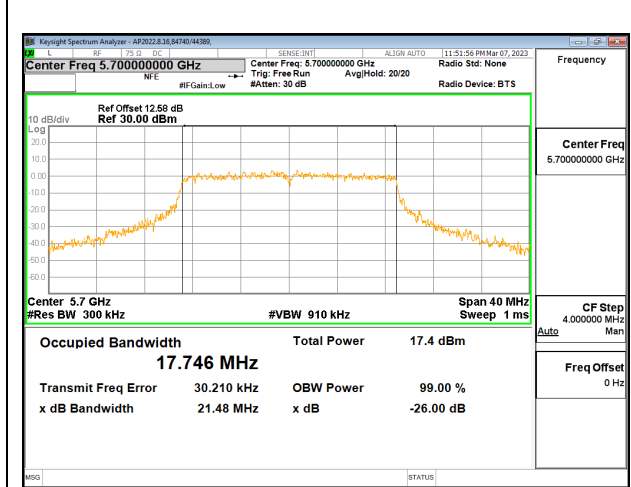 Keysight Spectrum Analyzer - AP2022.8.16,84740/44389,
L RF 75 Ω DC SENSE:INT ALIGN AUTO 11:51:56 PM Mar 07, 2023
Center Freq 5.700000000 GHz
NFE
#IFGain:Low
Center Freq: 5.700000000 GHz
Trig: Free Run Avg|Hold: 20/20
#Atten: 30 dB
Radio Std: None
Radio Device: BTS
Frequency
Ref Offset 12.58 dB
10 dB/div Ref 30.00 dBm
Log
20.0
10.0
0.00
-10.0
-20.0
-30.0
-40.0
-50.0
-60.0
Center Freq
5.700000000 GHz
Center 5.7 GHz Span 40 MHz
#Res BW 300 kHz #VBW 910 kHz Sweep 1 ms
CF Step
4.000000 MHz
Auto Man
Freq Offset
0 Hz
Occupied Bandwidth Total Power 17.4 dBm
17.746 MHz
Transmit Freq Error 30.210 kHz OBW Power 99.00 %
x dB Bandwidth 21.48 MHz x dB -26.00 dB
MSG STATUS